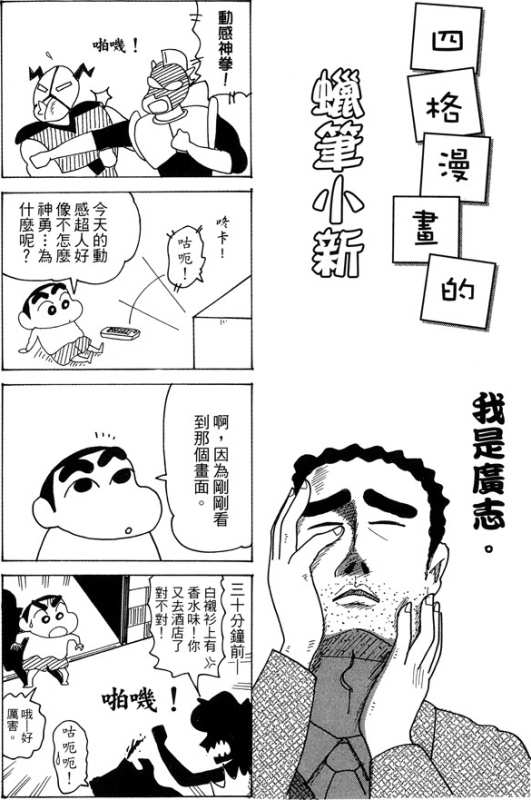 四格漫畫的
蠟筆小新
我是廣志。
動感神拳！
啪嘰！
咚卡！
咕呃！
今天的動
感超人好
像不怎麼
神勇…為
什麼呢？
啊，因為剛剛看
到那個畫面。
三十分鐘前—
白襯衫上有
香水味！你
又去酒店了
對不對！
啪嘰！
咕呃呃！
哦—好
厲害。